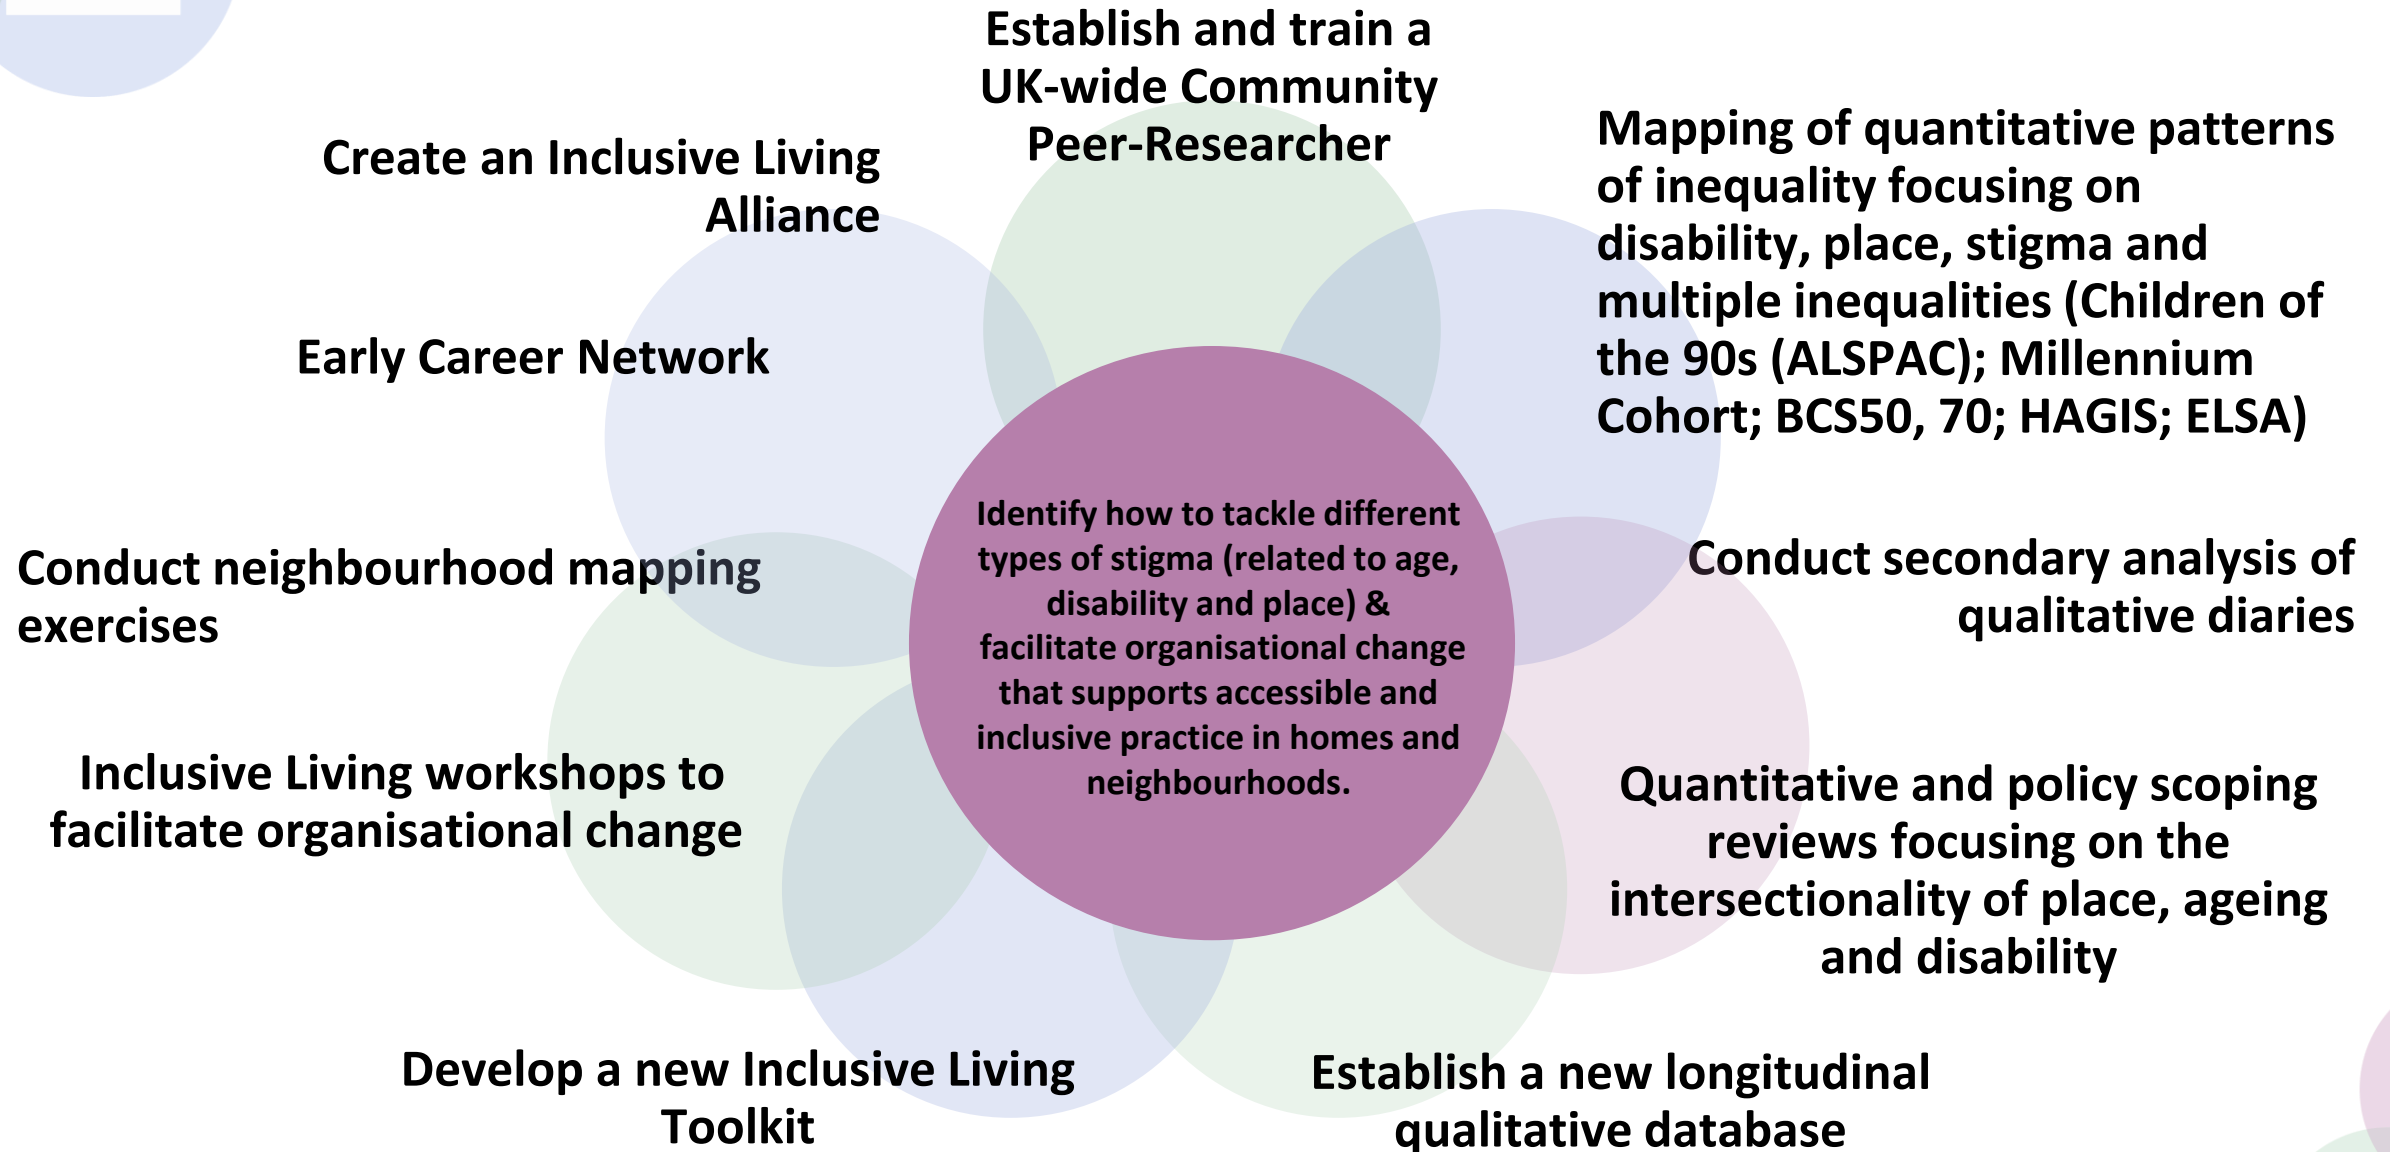 Establish and train a
UK-wide Community
Peer-Researcher
Mapping of quantitative patterns
of inequality focusing on
disability, place, stigma and
multiple inequalities (Children of
the 90s (ALSPAC); Millennium
Cohort; BCS50, 70; HAGIS; ELSA)
Conduct secondary analysis of
qualitative diaries
Quantitative and policy scoping
reviews focusing on the
intersectionality of place, ageing
and disability
Establish a new longitudinal
qualitative database
Develop a new Inclusive Living
Toolkit
Inclusive Living workshops to
facilitate organisational change
Conduct neighbourhood mapping
exercises
Early Career Network
Create an Inclusive Living
Alliance
Identify how to tackle different
types of stigma (related to age,
disability and place) &
facilitate organisational change
that supports accessible and
inclusive practice in homes and
neighbourhoods.